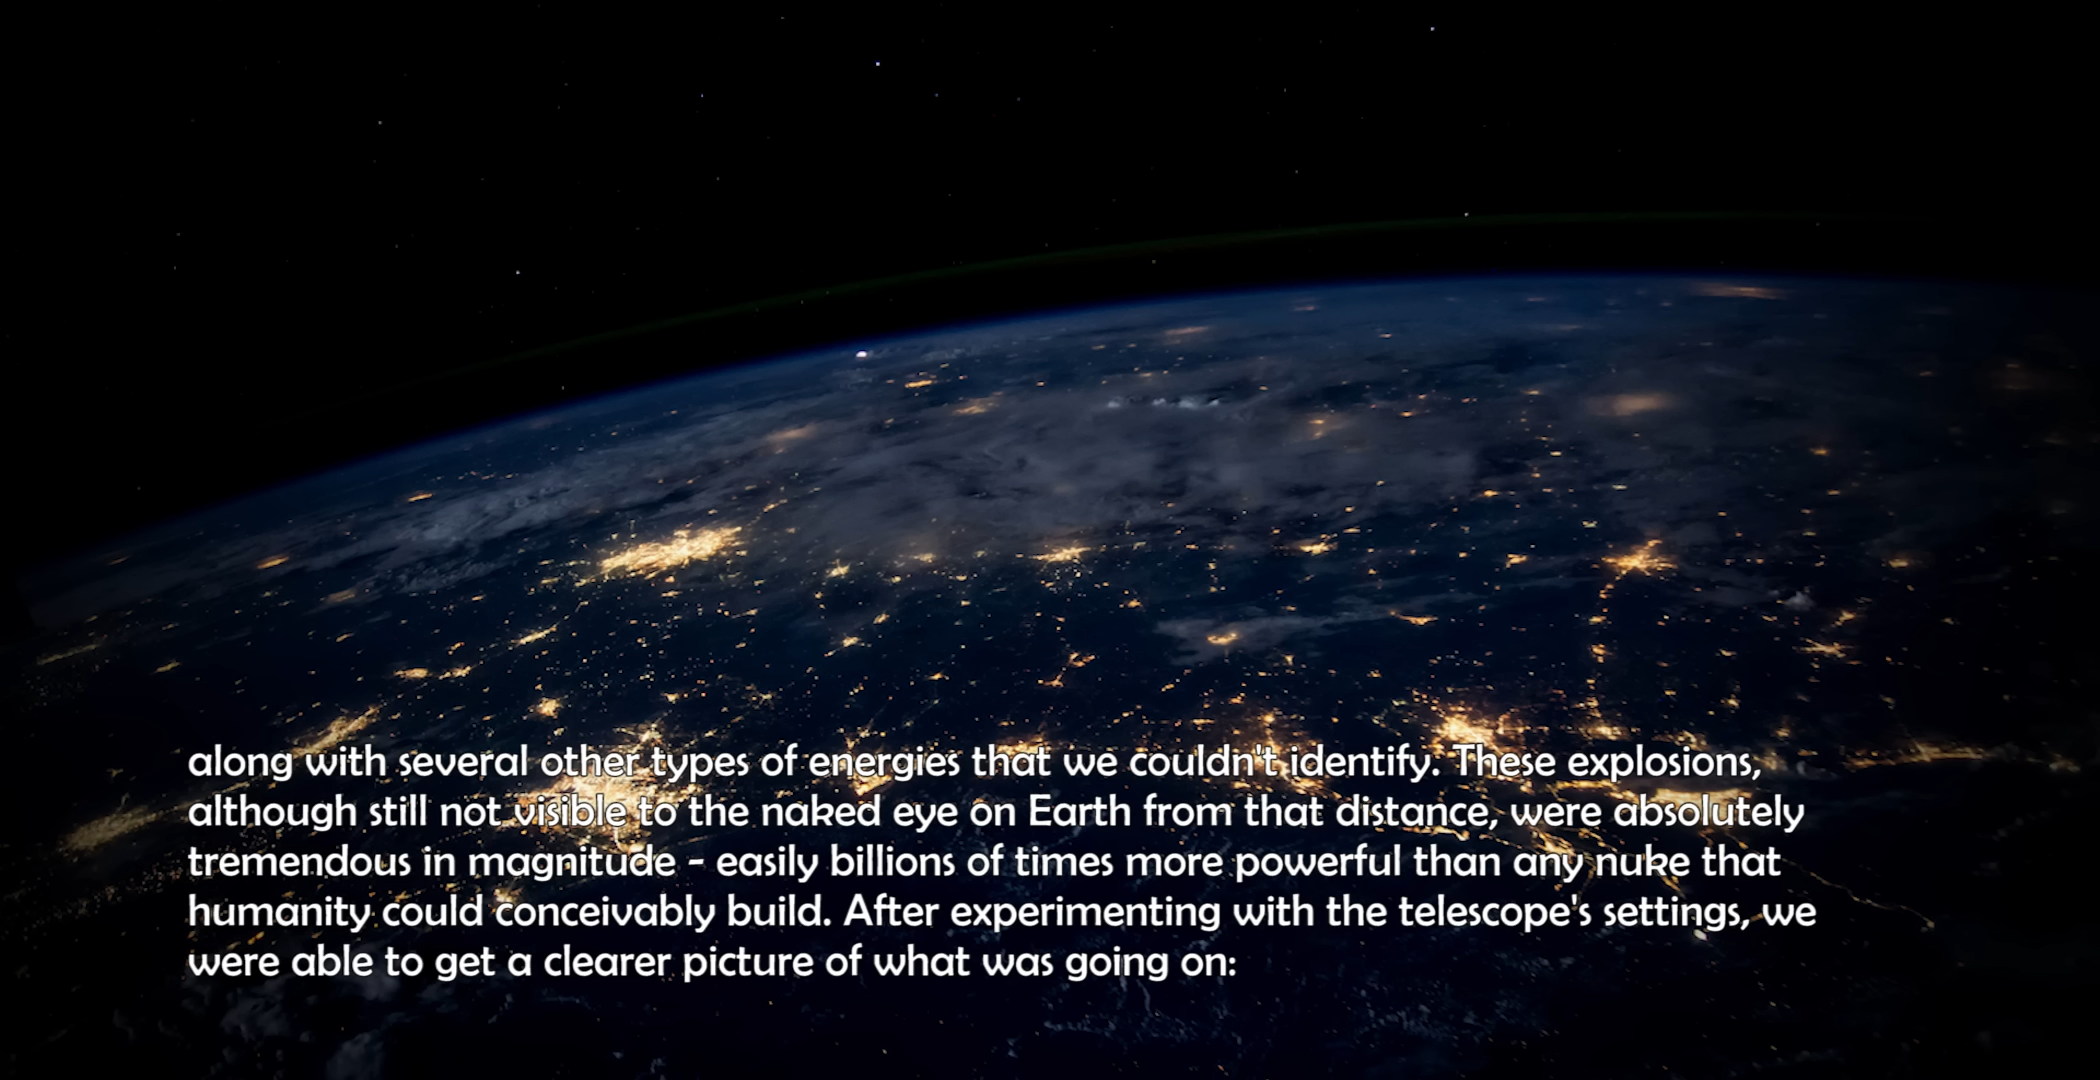 along with several other types of energies that we couldn't identify. These explosions,
although still not visible to the naked eye on Earth from that distance, were absolutely
tremendous in magnitude - easily billions of times more powerful than any nuke that
humanity could conceivably build. After experimenting with the telescope's settings, we
were able to get a clearer picture of what was going on: